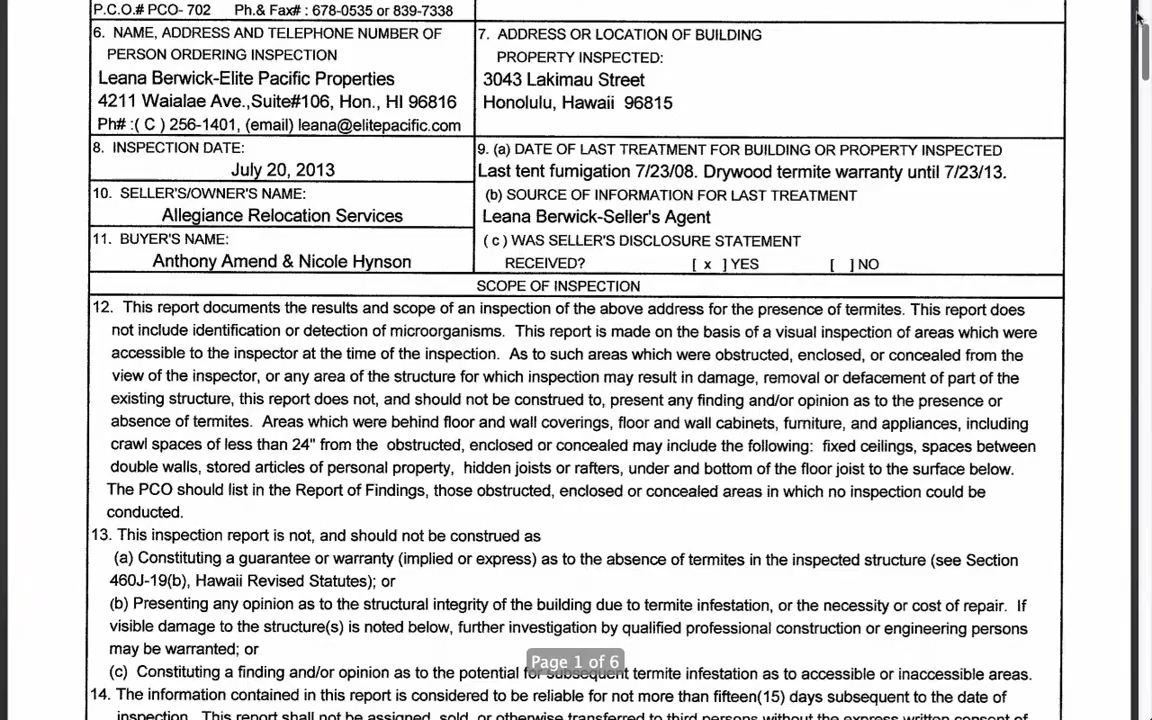 P.C.O.# PCO- 702 Ph.& Fax# : 678-0535 or 839-7338
6. NAME, ADDRESS AND TELEPHONE NUMBER OF
PERSON ORDERING INSPECTION
Leana Berwick-Elite Pacific Properties
4211 Waialae Ave.,Suite#106, Hon., HI 96816
Ph# :( C ) 256-1401, (email) leana@elitepacific.com
7. ADDRESS OR LOCATION OF BUILDING
PROPERTY INSPECTED:
3043 Lakimau Street
Honolulu, Hawaii 96815
8. INSPECTION DATE:
July 20, 2013
9. (a) DATE OF LAST TREATMENT FOR BUILDING OR PROPERTY INSPECTED
Last tent fumigation 7/23/08. Drywood termite warranty until 7/23/13.
10. SELLER'S/OWNER'S NAME:
Allegiance Relocation Services
(b) SOURCE OF INFORMATION FOR LAST TREATMENT
Leana Berwick-Seller's Agent
11. BUYER'S NAME:
Anthony Amend & Nicole Hynson
( c ) WAS SELLER'S DISCLOSURE STATEMENT
RECEIVED? [ x ] YES [ ] NO
SCOPE OF INSPECTION
12. This report documents the results and scope of an inspection of the above address for the presence of termites. This report does
not include identification or detection of microorganisms. This report is made on the basis of a visual inspection of areas which were
accessible to the inspector at the time of the inspection. As to such areas which were obstructed, enclosed, or concealed from the
view of the inspector, or any area of the structure for which inspection may result in damage, removal or defacement of part of the
existing structure, this report does not, and should not be construed to, present any finding and/or opinion as to the presence or
absence of termites. Areas which were behind floor and wall coverings, floor and wall cabinets, furniture, and appliances, including
crawl spaces of less than 24" from the obstructed, enclosed or concealed may include the following: fixed ceilings, spaces between
double walls, stored articles of personal property, hidden joists or rafters, under and bottom of the floor joist to the surface below.
The PCO should list in the Report of Findings, those obstructed, enclosed or concealed areas in which no inspection could be
conducted.
13. This inspection report is not, and should not be construed as
(a) Constituting a guarantee or warranty (implied or express) as to the absence of termites in the inspected structure (see Section
460J-19(b), Hawaii Revised Statutes); or
(b) Presenting any opinion as to the structural integrity of the building due to termite infestation, or the necessity or cost of repair. If
visible damage to the structure(s) is noted below, further investigation by qualified professional construction or engineering persons
may be warranted; or
Page 1 of 6
(c) Constituting a finding and/or opinion as to the potential for subsequent termite infestation as to accessible or inaccessible areas.
14. The information contained in this report is considered to be reliable for not more than fifteen(15) days subsequent to the date of
inspection. This report shall not be assigned, sold, or otherwise transferred to third persons without the express written consent of